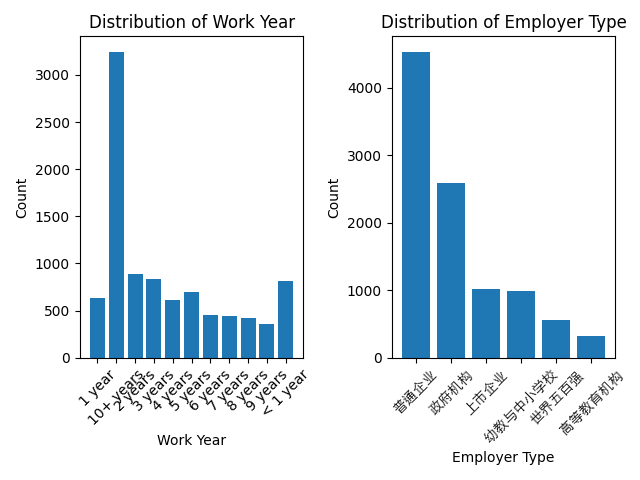 Distribution of Work Year
Count
3000
2500
2000
1500
1000
500
0
1 year
10+ years
2 years
3 years
4 years
5 years
6 years
7 years
8 years
9 years
< 1 year
Work Year
Distribution of Employer Type
Count
4000
3000
2000
1000
0
普通企业
政府机构
上市企业
幼教与中小学校
世界五百强
高等教育机构
Employer Type